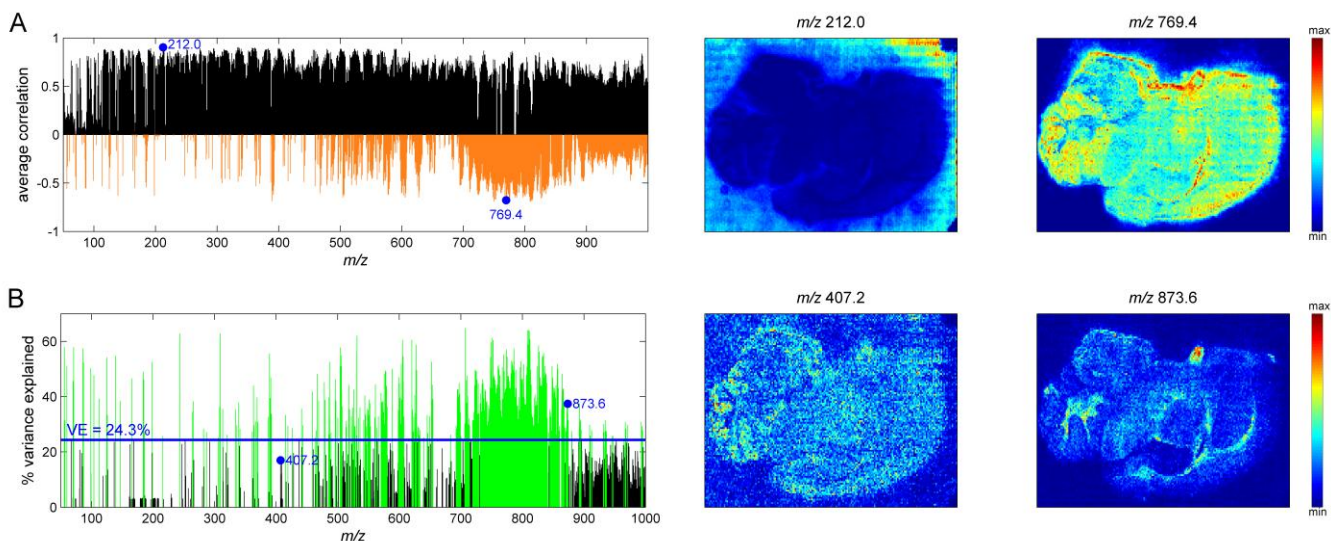 A
average correlation
1
0.5
0
-0.5
-1
212.0
769.4
100 200 300 400 500 600 700 800 900
m/z
m/z 212.0
m/z 769.4
max
min
B
% variance explained
60
40
20
0
VE = 24.3%
407.2
873.6
100 200 300 400 500 600 700 800 900 1000
m/z
m/z 407.2
m/z 873.6
max
min